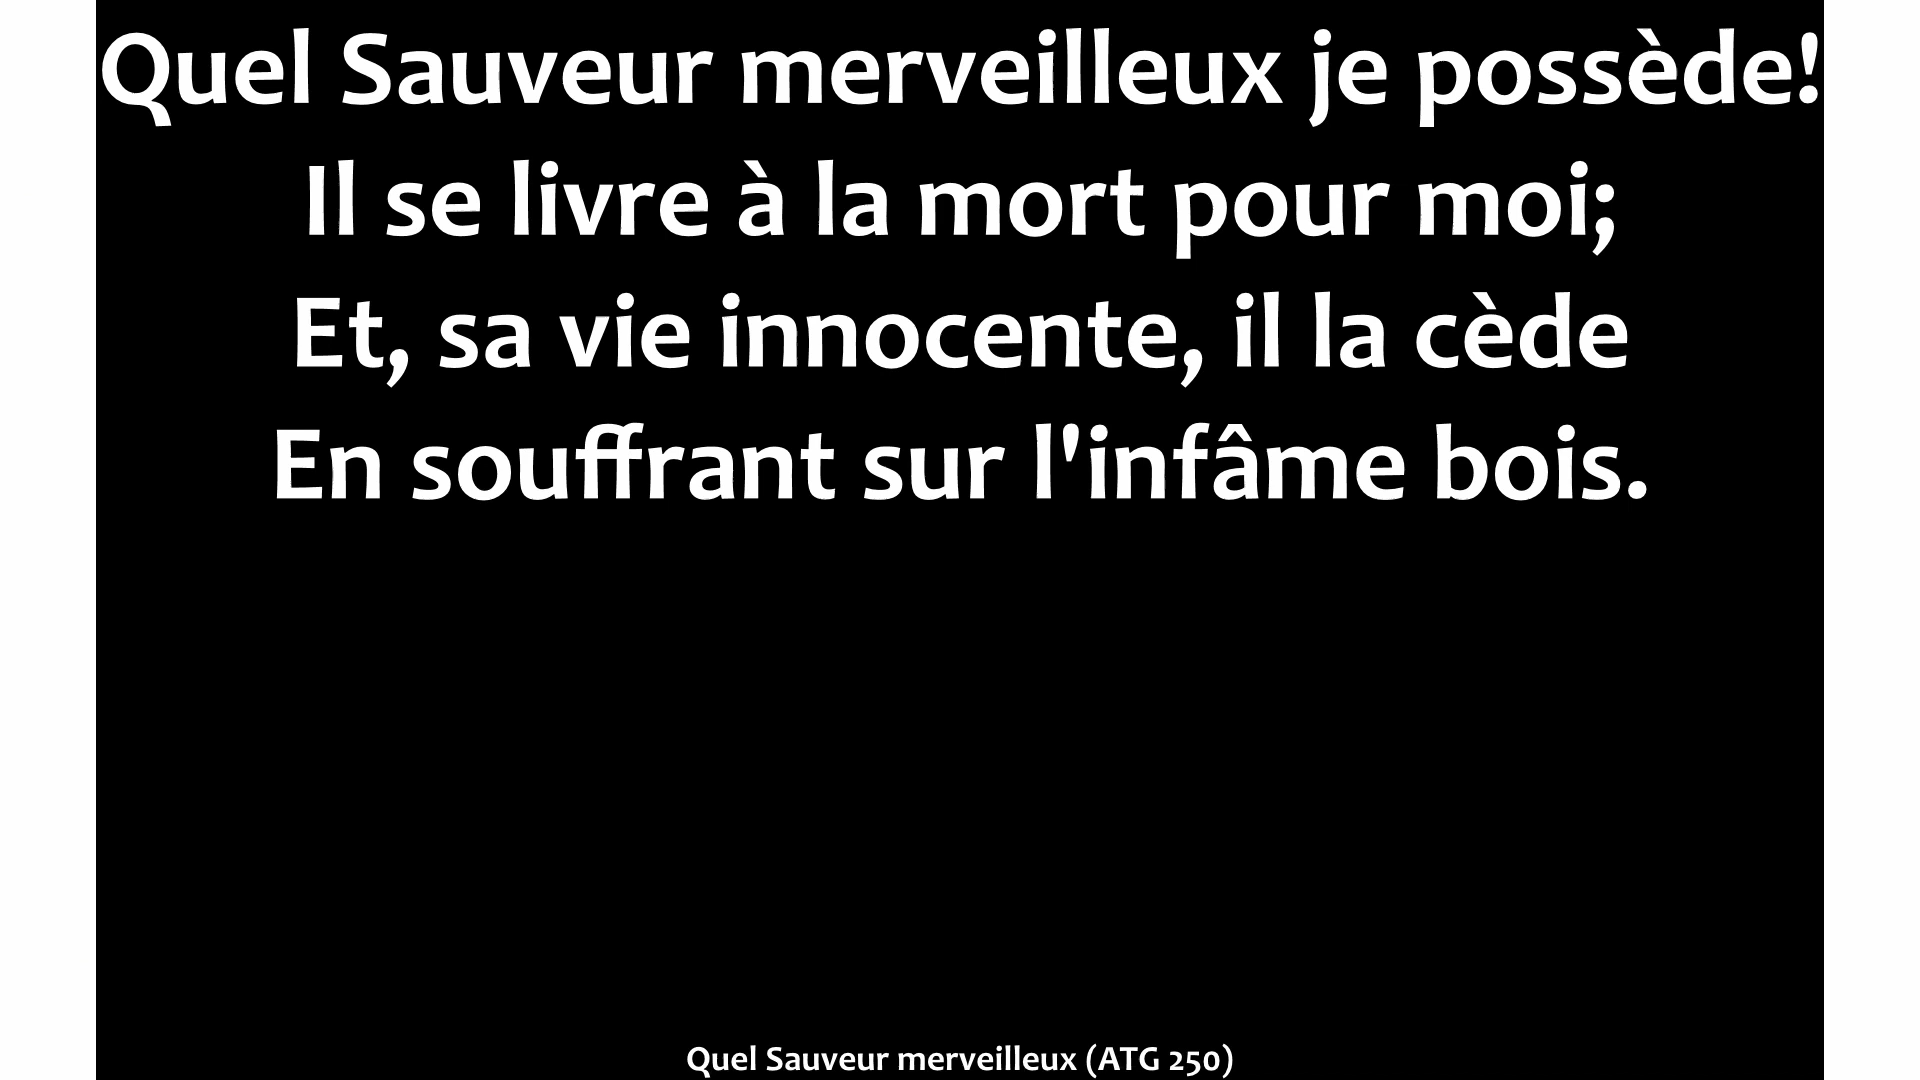 Quel Sauveur merveilleux je possède!
Il se livre à la mort pour moi;
Et, sa vie innocente, il la cède
En souffrant sur l'infâme bois.
Quel Sauveur merveilleux (ATG 250)